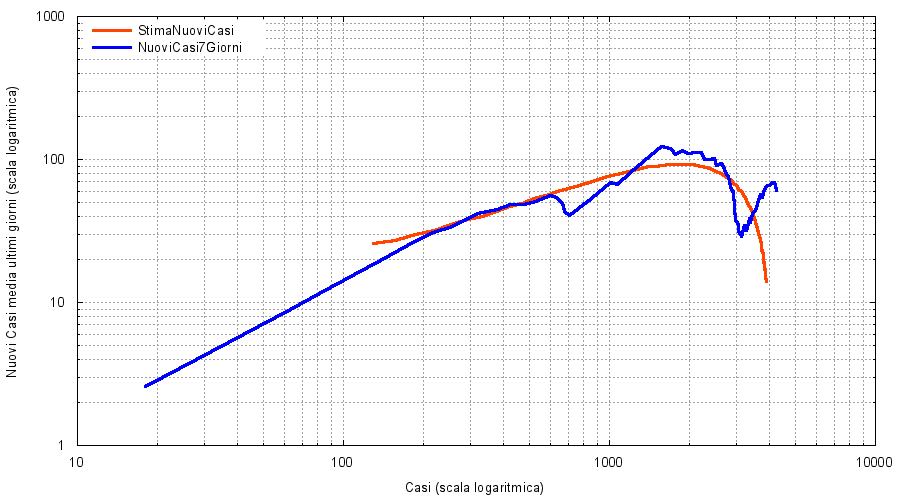 1000
StimaNuoviCasi
NuoviCasi7Giorni
100
10
1
Nuovi Casi media ultimi giorni (scala logaritmica)
10
100
1000
10000
Casi (scala logaritmica)